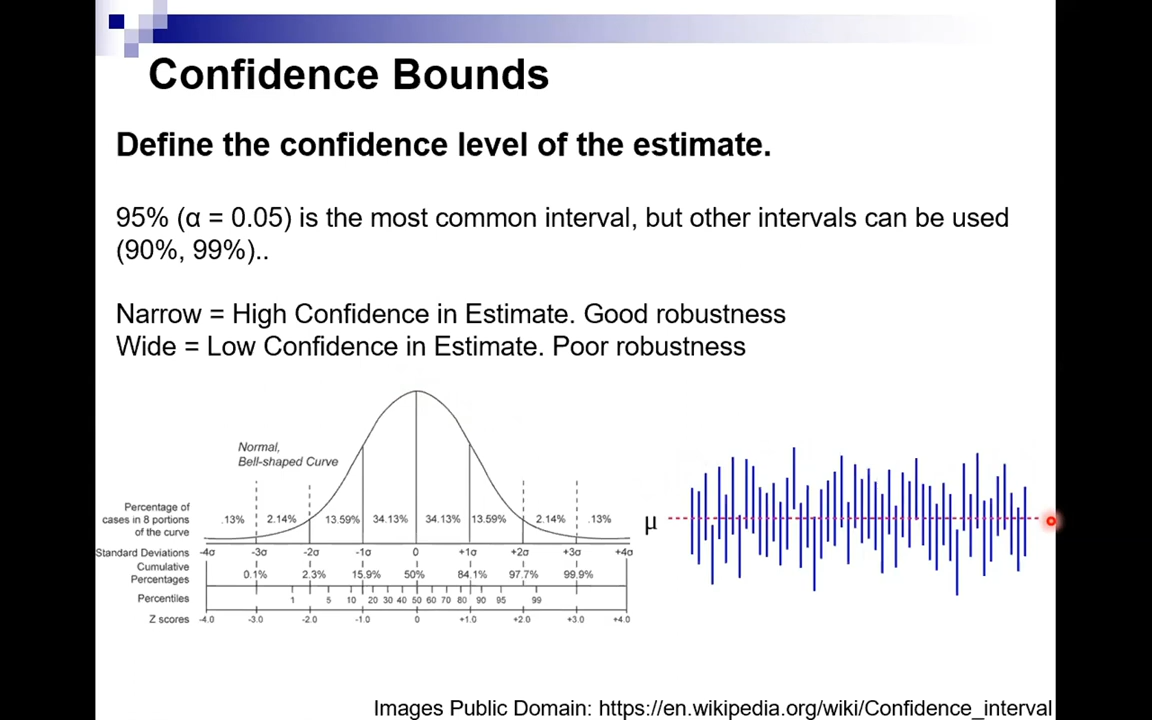 Confidence Bounds
Define the confidence level of the estimate.
95% (α = 0.05) is the most common interval, but other intervals can be used
(90%, 99%)..
Narrow = High Confidence in Estimate. Good robustness
Wide = Low Confidence in Estimate. Poor robustness
Normal,
Bell-shaped Curve
Percentage of
cases in 8 portions
of the curve
.13% 2.14% 13.59% 34.13% 34.13% 13.59% 2.14% .13%
Standard Deviations -4σ -3σ -2σ -1σ 0 +1σ +2σ +3σ +4σ
Cumulative
Percentages
0.1% 2.3% 15.9% 50% 84.1% 97.7% 99.9%
Percentiles 1 5 10 20 30 40 50 60 70 80 90 95 99
Z scores -4.0 -3.0 -2.0 -1.0 0 +1.0 +2.0 +3.0 +4.0
μ
Images Public Domain: https://en.wikipedia.org/wiki/Confidence_interval